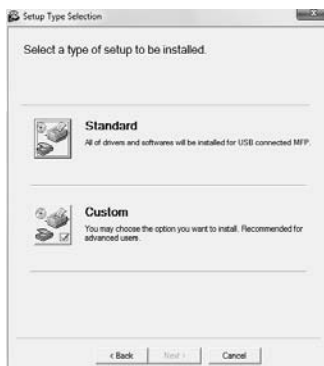 Setup Type Selection
Select a type of setup to be installed.
Standard
All of drivers and softwares will be installed for USB connected MFP.
Custom
You may choose the option you want to install. Recommended for
advanced users.
< Back
Next >
Cancel